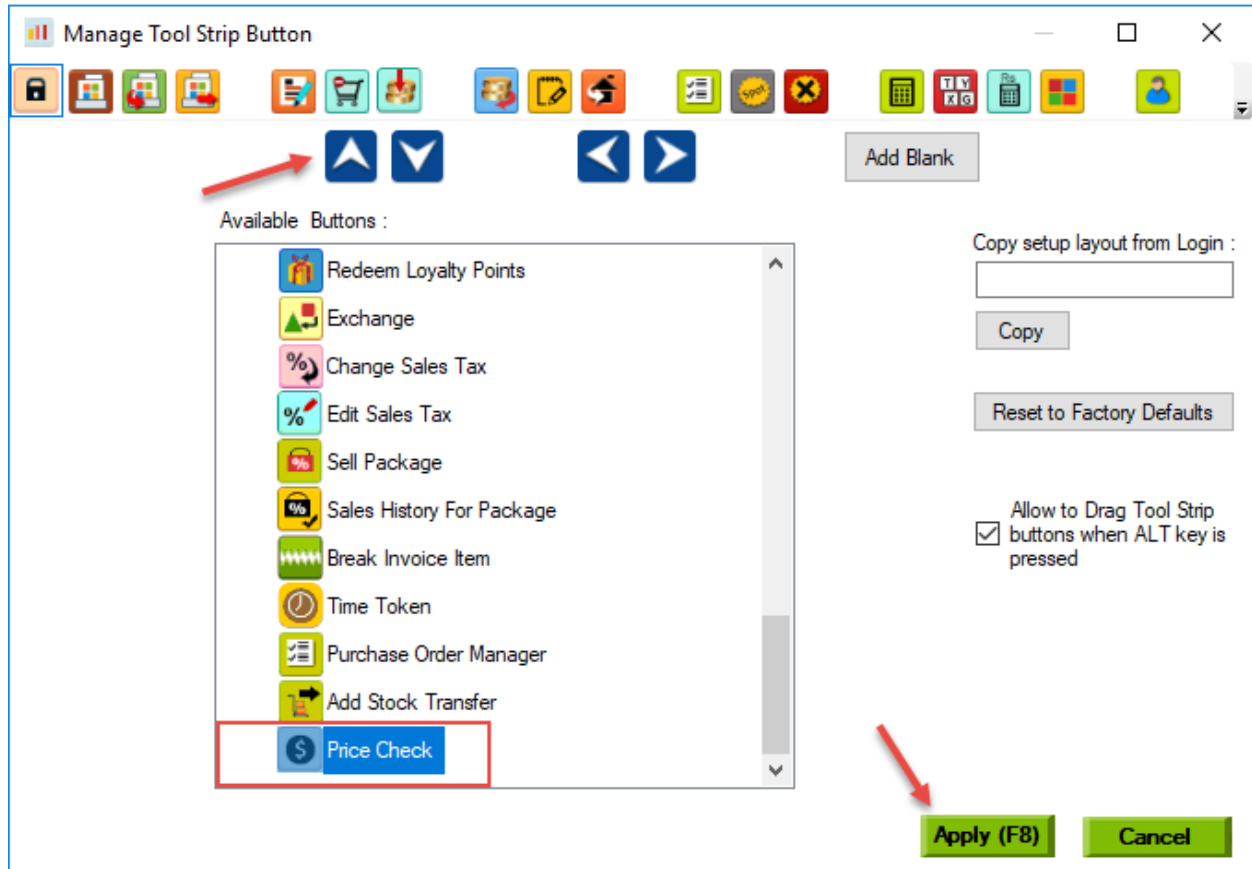 Manage Tool Strip Button
SPOT
T Y
X G
Rs
Add Blank
Available Buttons :
Copy setup layout from Login :
Redeem Loyalty Points
Exchange
Copy
% Change Sales Tax
% Edit Sales Tax
Reset to Factory Defaults
% Sell Package
% Sales History For Package
Allow to Drag Tool Strip
buttons when ALT key is
pressed
Break Invoice Item
Time Token
Purchase Order Manager
Add Stock Transfer
$ Price Check
Apply (F8)
Cancel